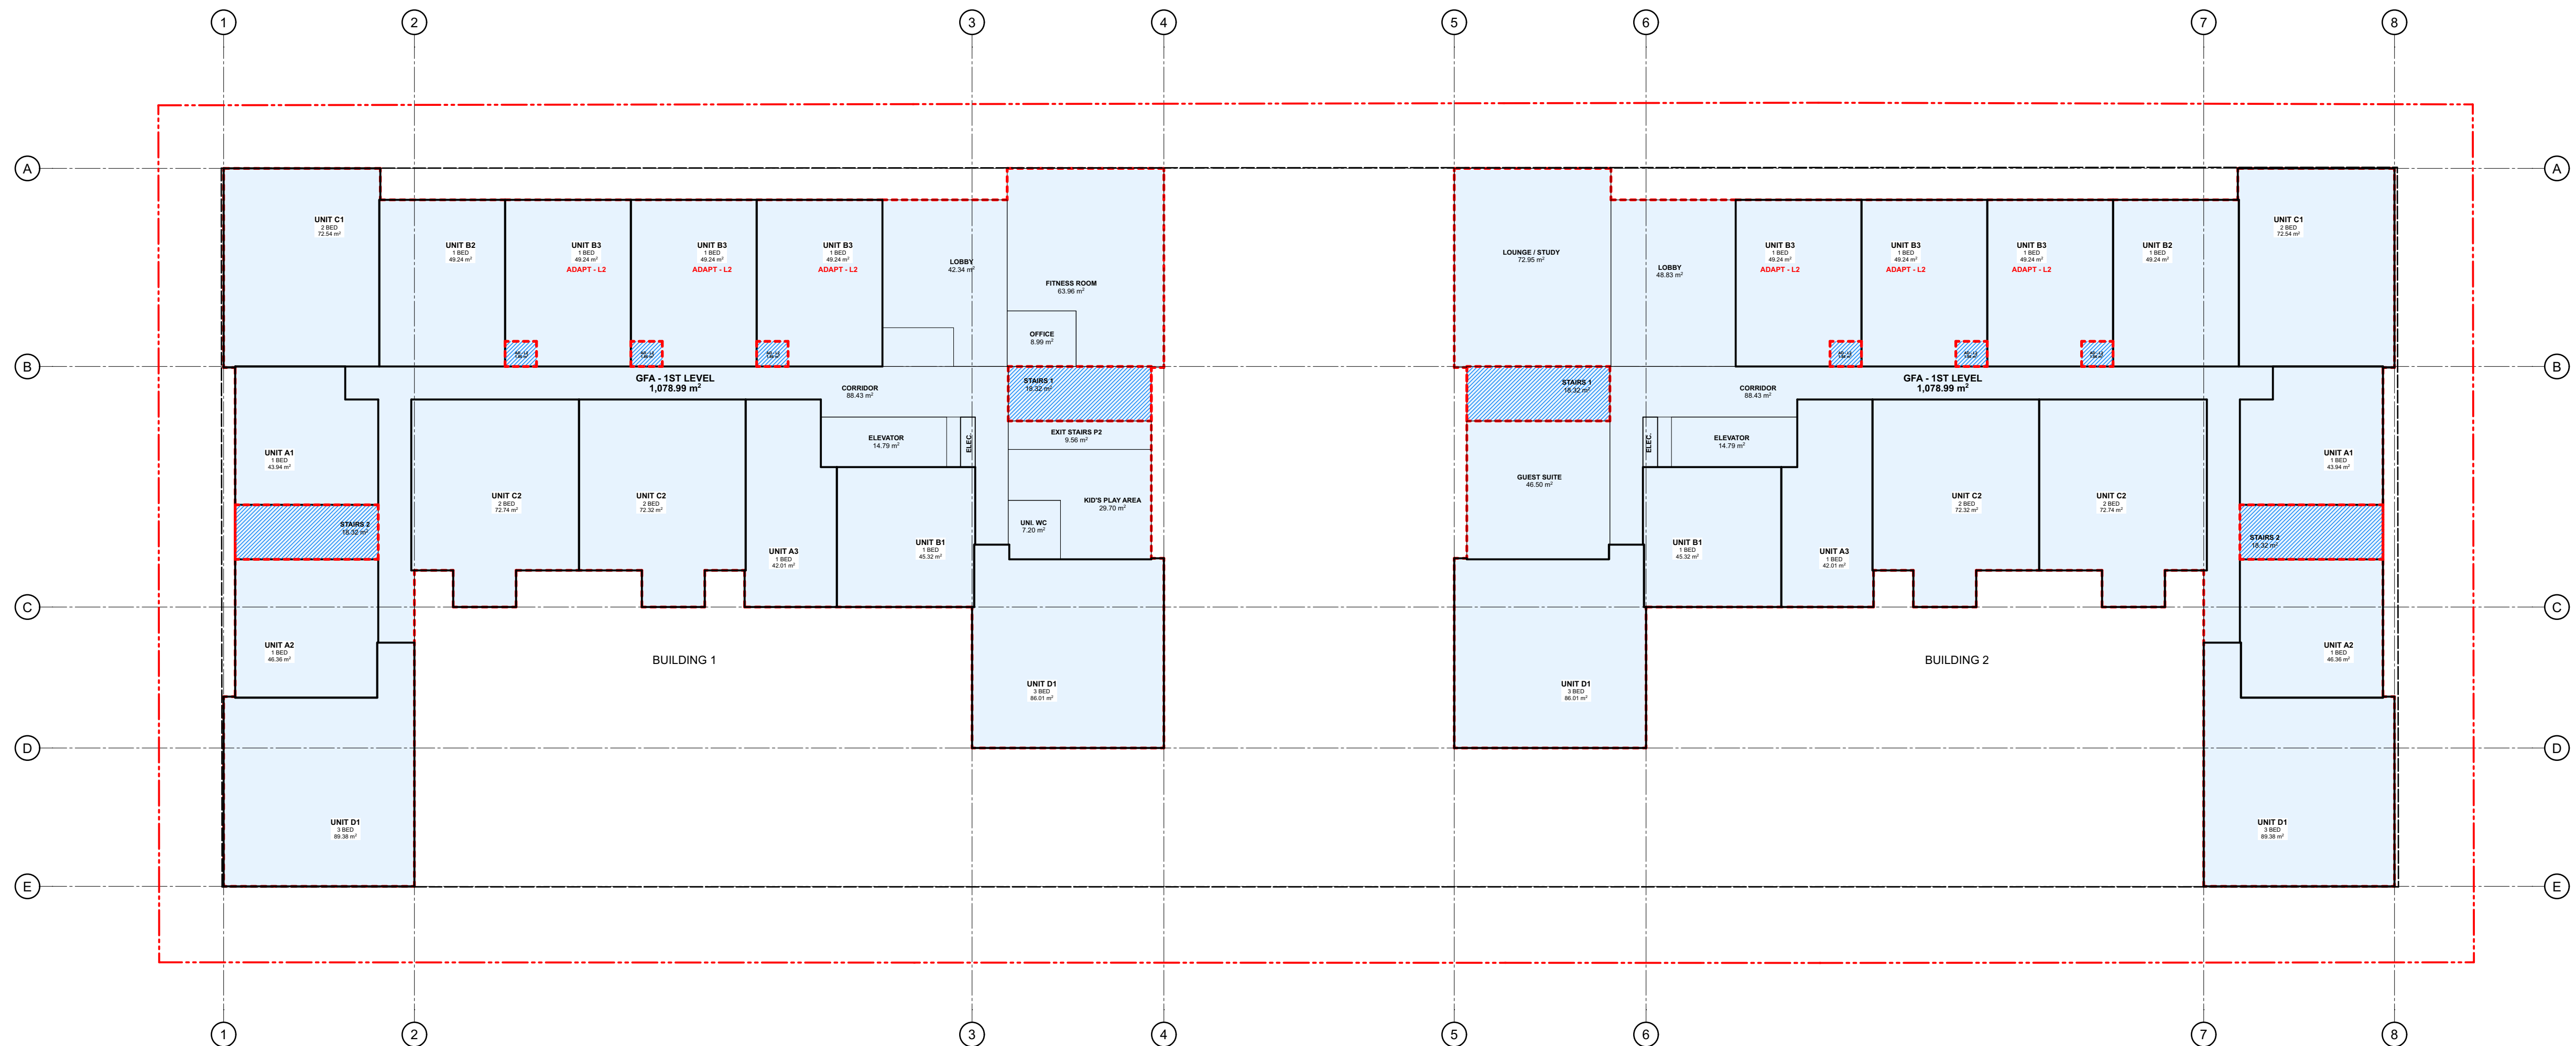 1 2 3 4 5 6 7 8
A A
UNIT C1
2 BED
72.54 m²
UNIT B2
1 BED
49.24 m²
UNIT B3
1 BED
49.24 m²
ADAPT - L2
UNIT B3
1 BED
49.24 m²
ADAPT - L2
UNIT B3
1 BED
49.24 m²
ADAPT - L2
LOBBY
42.34 m²
FITNESS ROOM
63.96 m²
OFFICE
8.99 m²
LOUNGE / STUDY
72.95 m²
LOBBY
48.83 m²
UNIT B3
1 BED
49.24 m²
ADAPT - L2
UNIT B3
1 BED
49.24 m²
ADAPT - L2
UNIT B3
1 BED
49.24 m²
ADAPT - L2
UNIT B2
1 BED
49.24 m²
UNIT C1
2 BED
72.54 m²
B B
GFA - 1ST LEVEL
1,078.99 m²
CORRIDOR
88.43 m²
STAIRS 1
18.32 m²
STAIRS 1
18.32 m²
CORRIDOR
88.43 m²
GFA - 1ST LEVEL
1,078.99 m²
UNIT A1
1 BED
43.94 m²
ELEVATOR
14.79 m²
ELEC.
EXIT STAIRS P2
9.56 m²
ELEC.
ELEVATOR
14.79 m²
UNIT A1
1 BED
43.94 m²
STAIRS 2
18.32 m²
UNIT C2
2 BED
72.74 m²
UNIT C2
2 BED
72.32 m²
UNIT A3
1 BED
42.01 m²
UNIT B1
1 BED
45.32 m²
UNI. WC
7.20 m²
KID'S PLAY AREA
29.70 m²
GUEST SUITE
46.50 m²
UNIT B1
1 BED
45.32 m²
UNIT A3
1 BED
42.01 m²
UNIT C2
2 BED
72.32 m²
UNIT C2
2 BED
72.74 m²
STAIRS 2
18.32 m²
C C
UNIT A2
1 BED
46.36 m²
BUILDING 1
UNIT D1
3 BED
86.01 m²
UNIT D1
3 BED
86.01 m²
BUILDING 2
UNIT A2
1 BED
46.36 m²
D D
UNIT D1
3 BED
89.38 m²
UNIT D1
3 BED
89.38 m²
E E
1 2 3 4 5 6 7 8